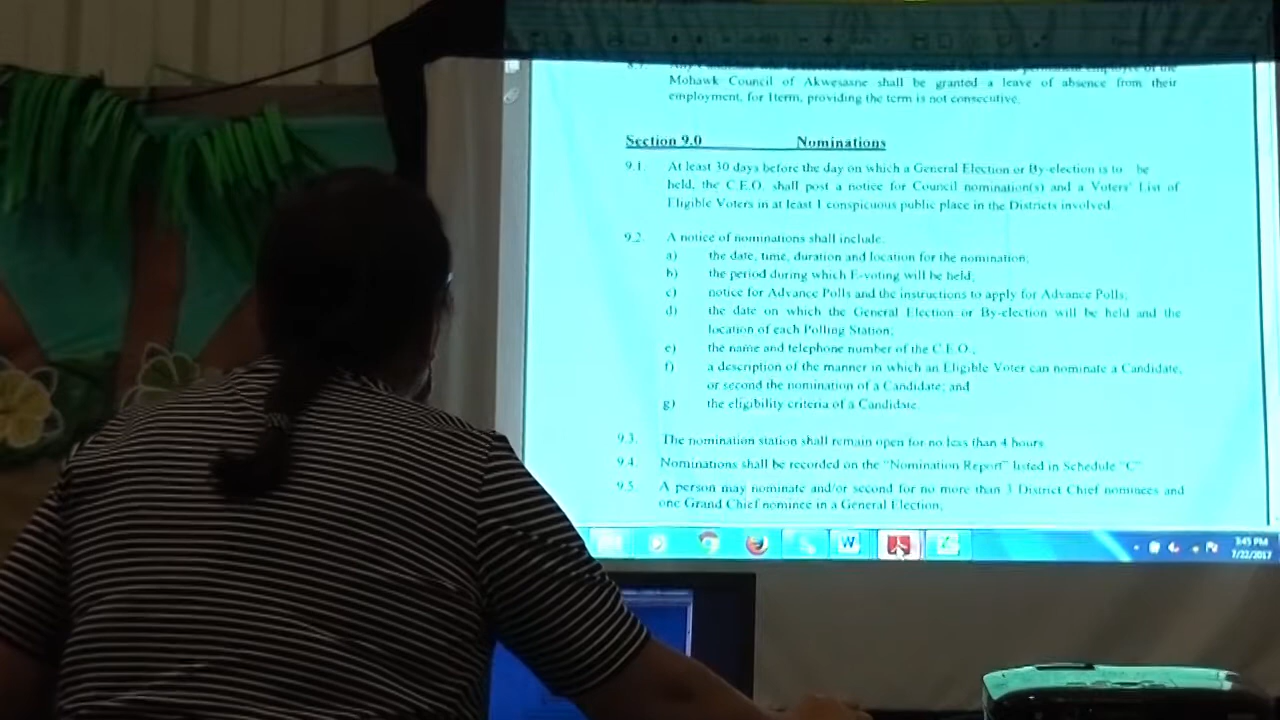 Mohawk Council of Akwesasne shall be granted a leave of absence from their
employment, for 1term, providing the term is not consecutive.
Section 9.0 Nominations
9.1. At least 30 days before the day on which a General Election or By-election is to be
held, the C.E.O. shall post a notice for Council nomination(s) and a Voters' List of
Eligible Voters in at least 1 conspicuous public place in the Districts involved.
9.2. A notice of nominations shall include:
a) the date, time, duration and location for the nomination;
b) the period during which E-voting will be held;
c) notice for Advance Polls and the instructions to apply for Advance Polls;
d) the date on which the General Election or By-election will be held and the
location of each Polling Station;
e) the name and telephone number of the C.E.O.;
f) a description of the manner in which an Eligible Voter can nominate a Candidate,
or second the nomination of a Candidate; and
g) the eligibility criteria of a Candidate.
9.3. The nomination station shall remain open for no less than 4 hours.
9.4. Nominations shall be recorded on the "Nomination Report" listed in Schedule "C"
9.5. A person may nominate and/or second for no more than 3 District Chief nominees and
one Grand Chief nominee in a General Election;
W
3:45 PM
7/22/2017